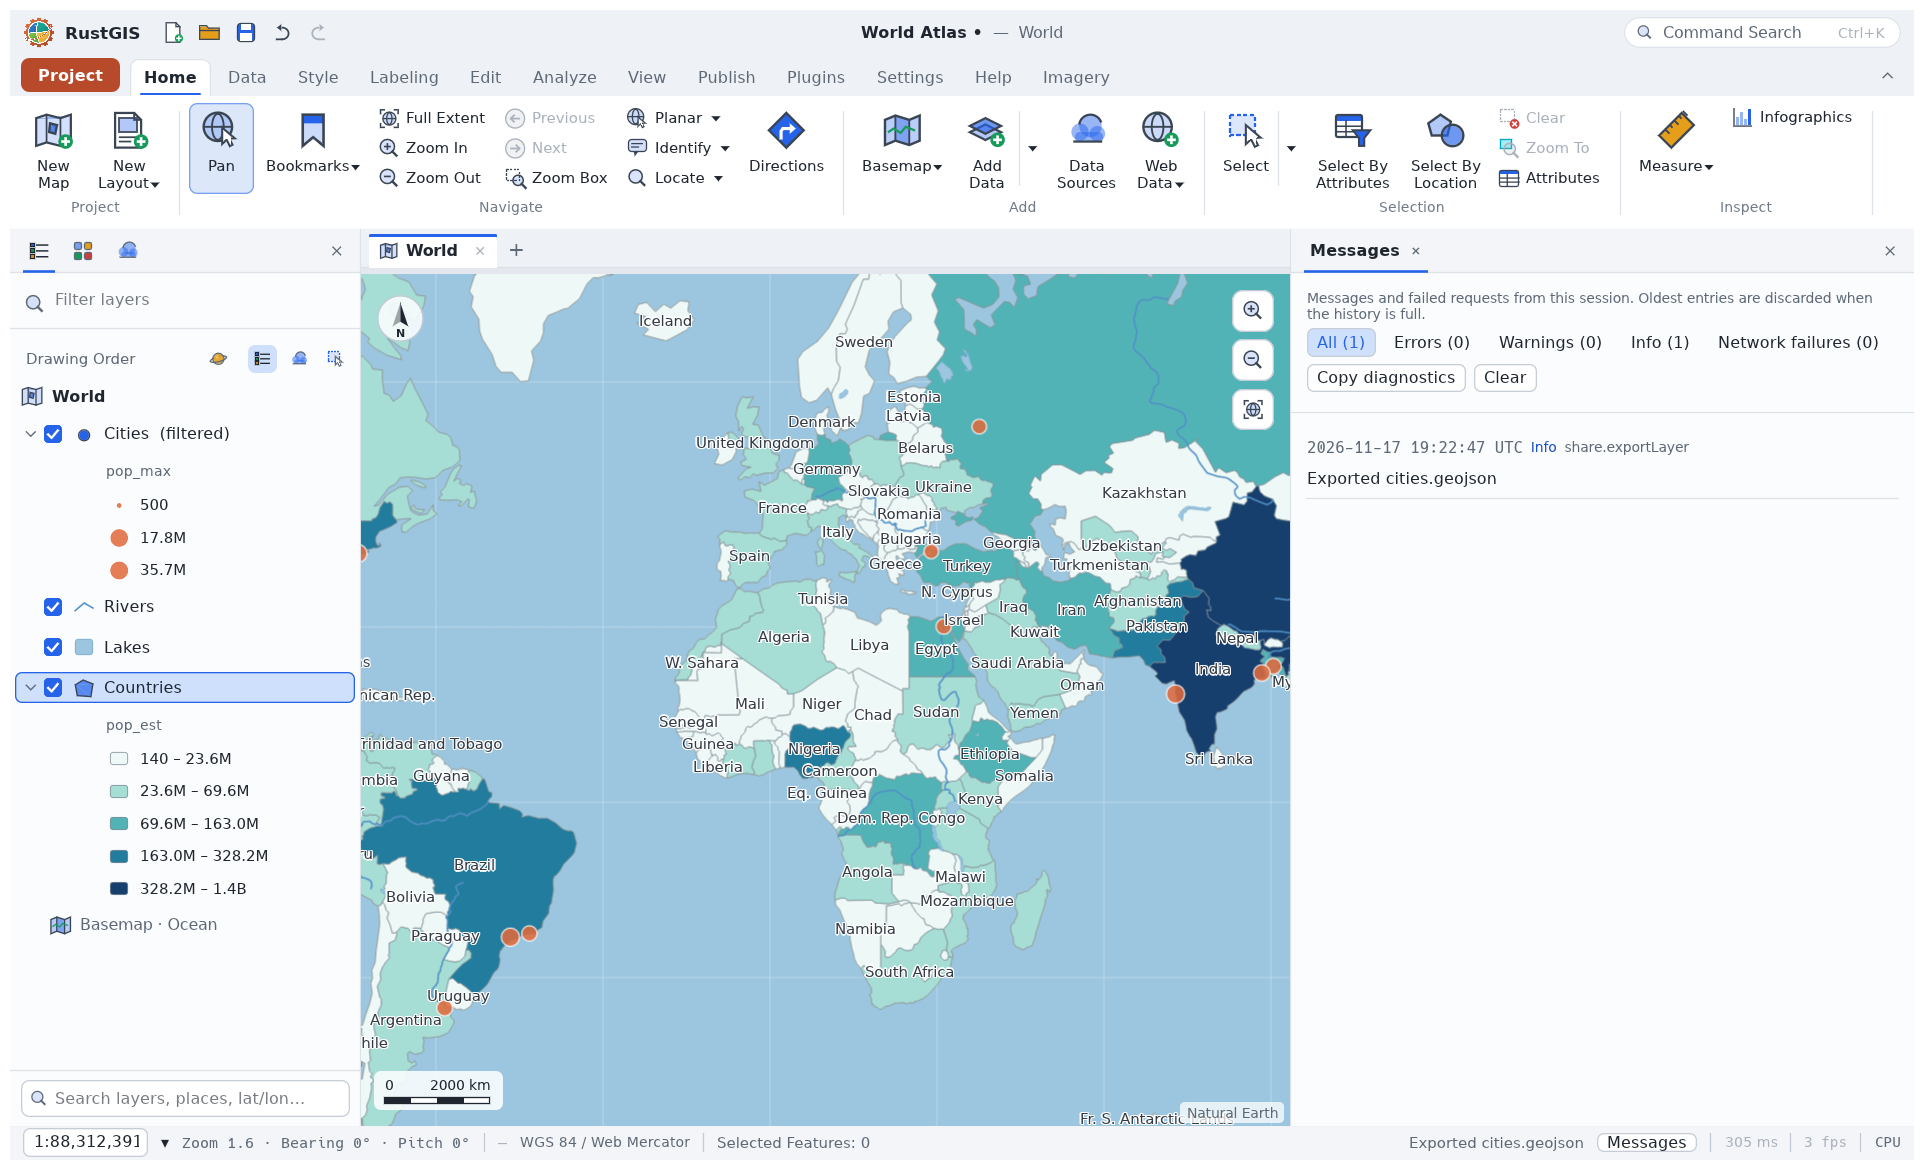 RustGIS
World Atlas • — World
Command Search Ctrl+K
Project Home Data Style Labeling Edit Analyze View Publish Plugins Settings Help Imagery
New Map
New Layout
Project
Pan
Bookmarks
Full Extent
Zoom In
Zoom Out
Previous
Next
Zoom Box
Planar
Identify
Locate
Directions
Navigate
Basemap
Add Data
Data Sources
Web Data
Add
Select
Select By Attributes
Select By Location
Clear
Zoom To
Attributes
Selection
Measure
Infographics
Inspect
Filter layers
Drawing Order
World
Cities (filtered)
pop_max
500
17.8M
35.7M
Rivers
Lakes
Countries
pop_est
140 – 23.6M
23.6M – 69.6M
69.6M – 163.0M
163.0M – 328.2M
328.2M – 1.4B
Basemap · Ocean
Search layers, places, lat/lon...
World
N
Iceland
Sweden
Estonia
Latvia
Denmark
United Kingdom
Belarus
Germany
Slovakia
Ukraine
Kazakhstan
France
Romania
Italy
Bulgaria
Georgia
Uzbekistan
Spain
Greece
Turkey
Turkmenistan
N. Cyprus
Tunisia
Iraq
Iran
Afghanistan
Israel
Kuwait
Pakistan
Algeria
Libya
Egypt
Nepal
W. Sahara
Saudi Arabia
India
Oman
My
nican Rep.
Mali
Niger
Chad
Sudan
Yemen
Senegal
Guinea
Nigeria
Ethiopia
Trinidad and Tobago
Liberia
Cameroon
Somalia
Sri Lanka
mbia
Guyana
Eq. Guinea
Kenya
Dem. Rep. Congo
ru
Brazil
Angola
Malawi
Bolivia
Mozambique
Paraguay
Namibia
South Africa
Uruguay
Argentina
hile
Fr. S. Antarctic Lands
0 2000 km
Natural Earth
Messages
Messages and failed requests from this session. Oldest entries are discarded when
the history is full.
All (1) Errors (0) Warnings (0) Info (1) Network failures (0)
Copy diagnostics Clear
2026-11-17 19:22:47 UTC Info share.exportLayer
Exported cities.geojson
1:88,312,391 Zoom 1.6 · Bearing 0° · Pitch 0° — WGS 84 / Web Mercator Selected Features: 0 Exported cities.geojson Messages 305 ms 3 fps CPU